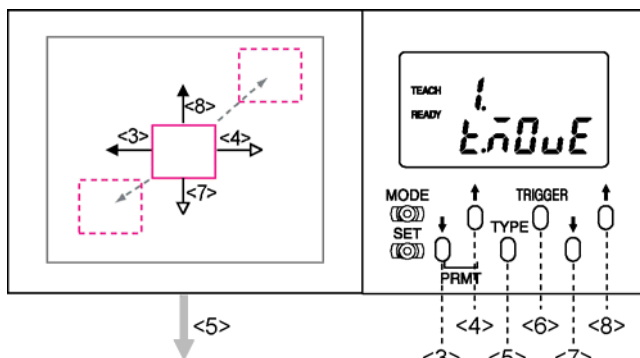 <8>
<3>
<4>
<7>
<5>
TEACH
1.
READY
t.mOvE
MODE
TRIGGER
SET
TYPE
PRMT
<4>
<6>
<8>
<3>
<5>
<7>